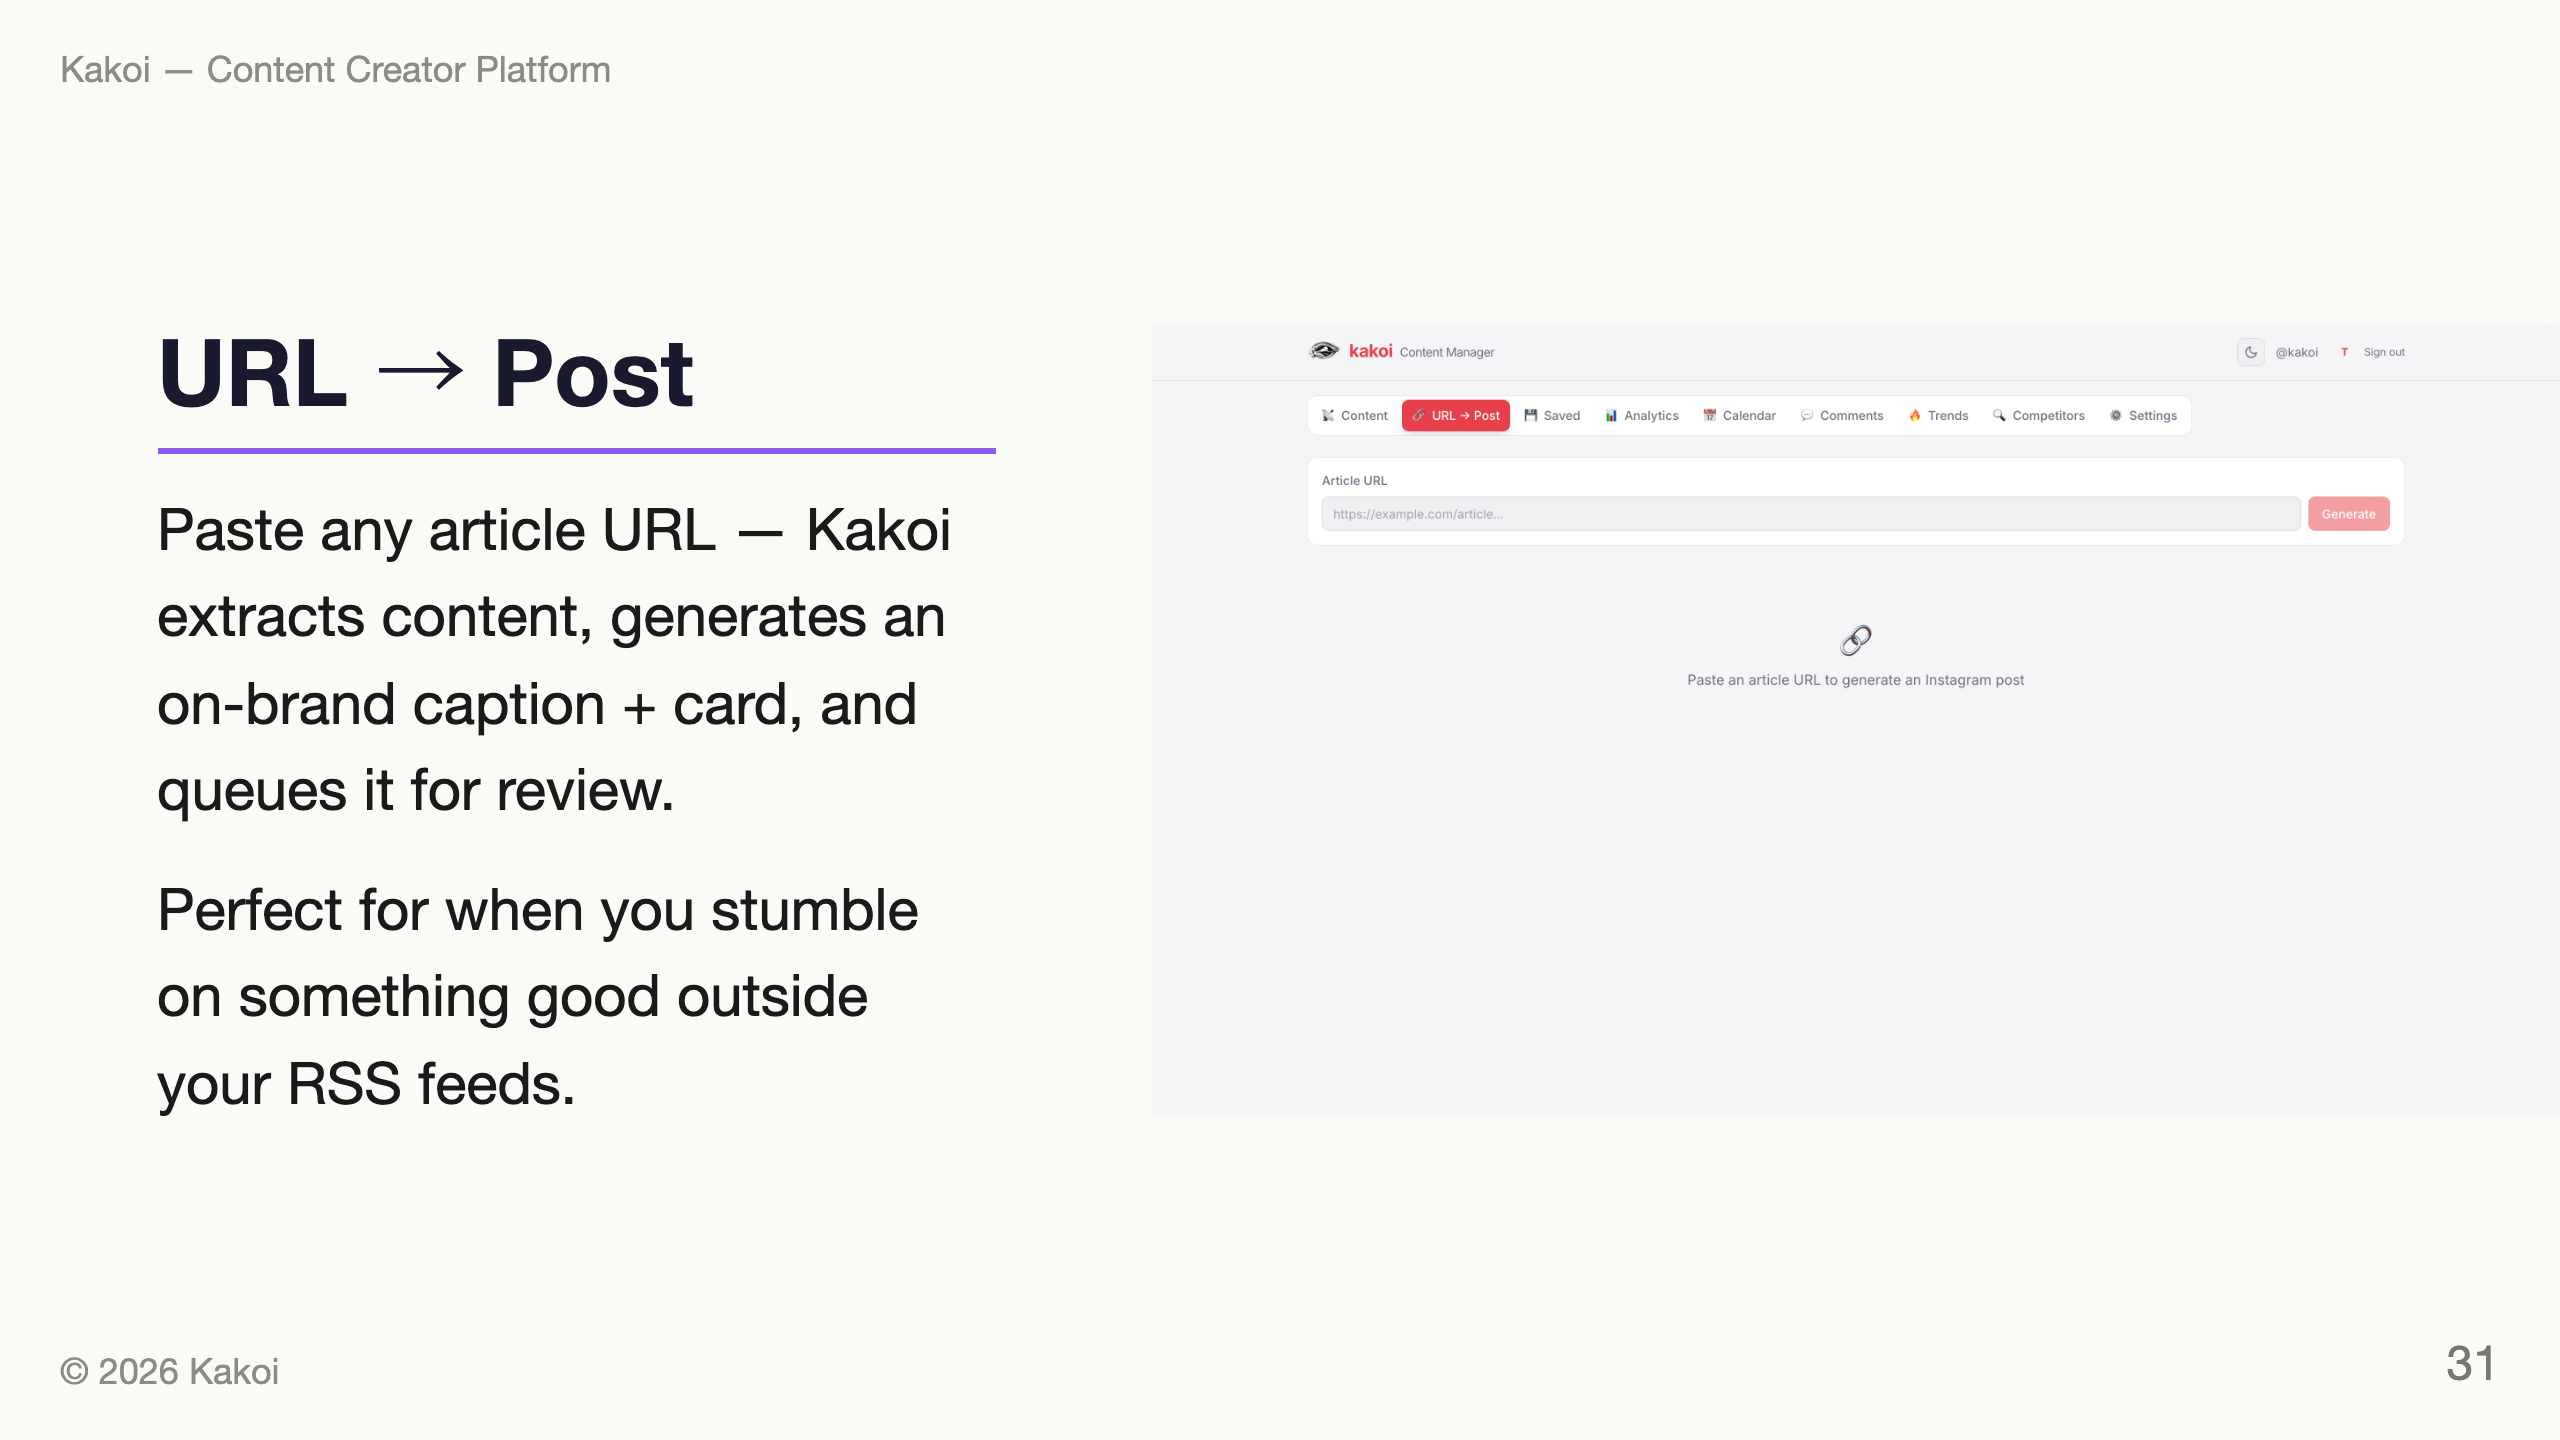 Kakoi — Content Creator Platform
URL → Post
Paste any article URL — Kakoi
extracts content, generates an
on-brand caption + card, and
queues it for review.
Perfect for when you stumble
on something good outside
your RSS feeds.
kakoi Content Manager
@kakoi T Sign out
Content URL → Post Saved Analytics Calendar Comments Trends Competitors Settings
Article URL
https://example.com/article...
Generate
Paste an article URL to generate an Instagram post
© 2026 Kakoi
31